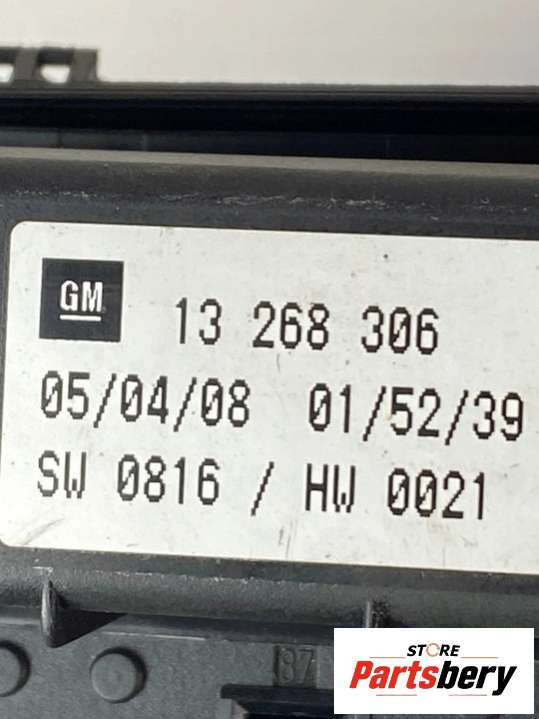 GM
13 268 306
05/04/08 01/52/39
SW 0816 / HW 0021
87
STORE
Partsbery